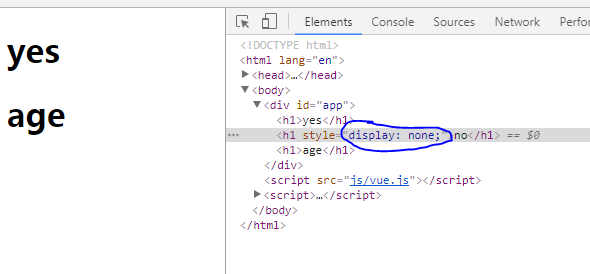 yes
age
Elements Console Sources Network Timeline
<!DOCTYPE html>
<html lang="en">
<head>…</head>
<body>
<div id="app">
<h1>yes</h1>
<h1 style="display: none;">no</h1> == $0
<h1>age</h1>
</div>
<script src="js/vue.js"></script>
<script>…</script>
</body>
</html>